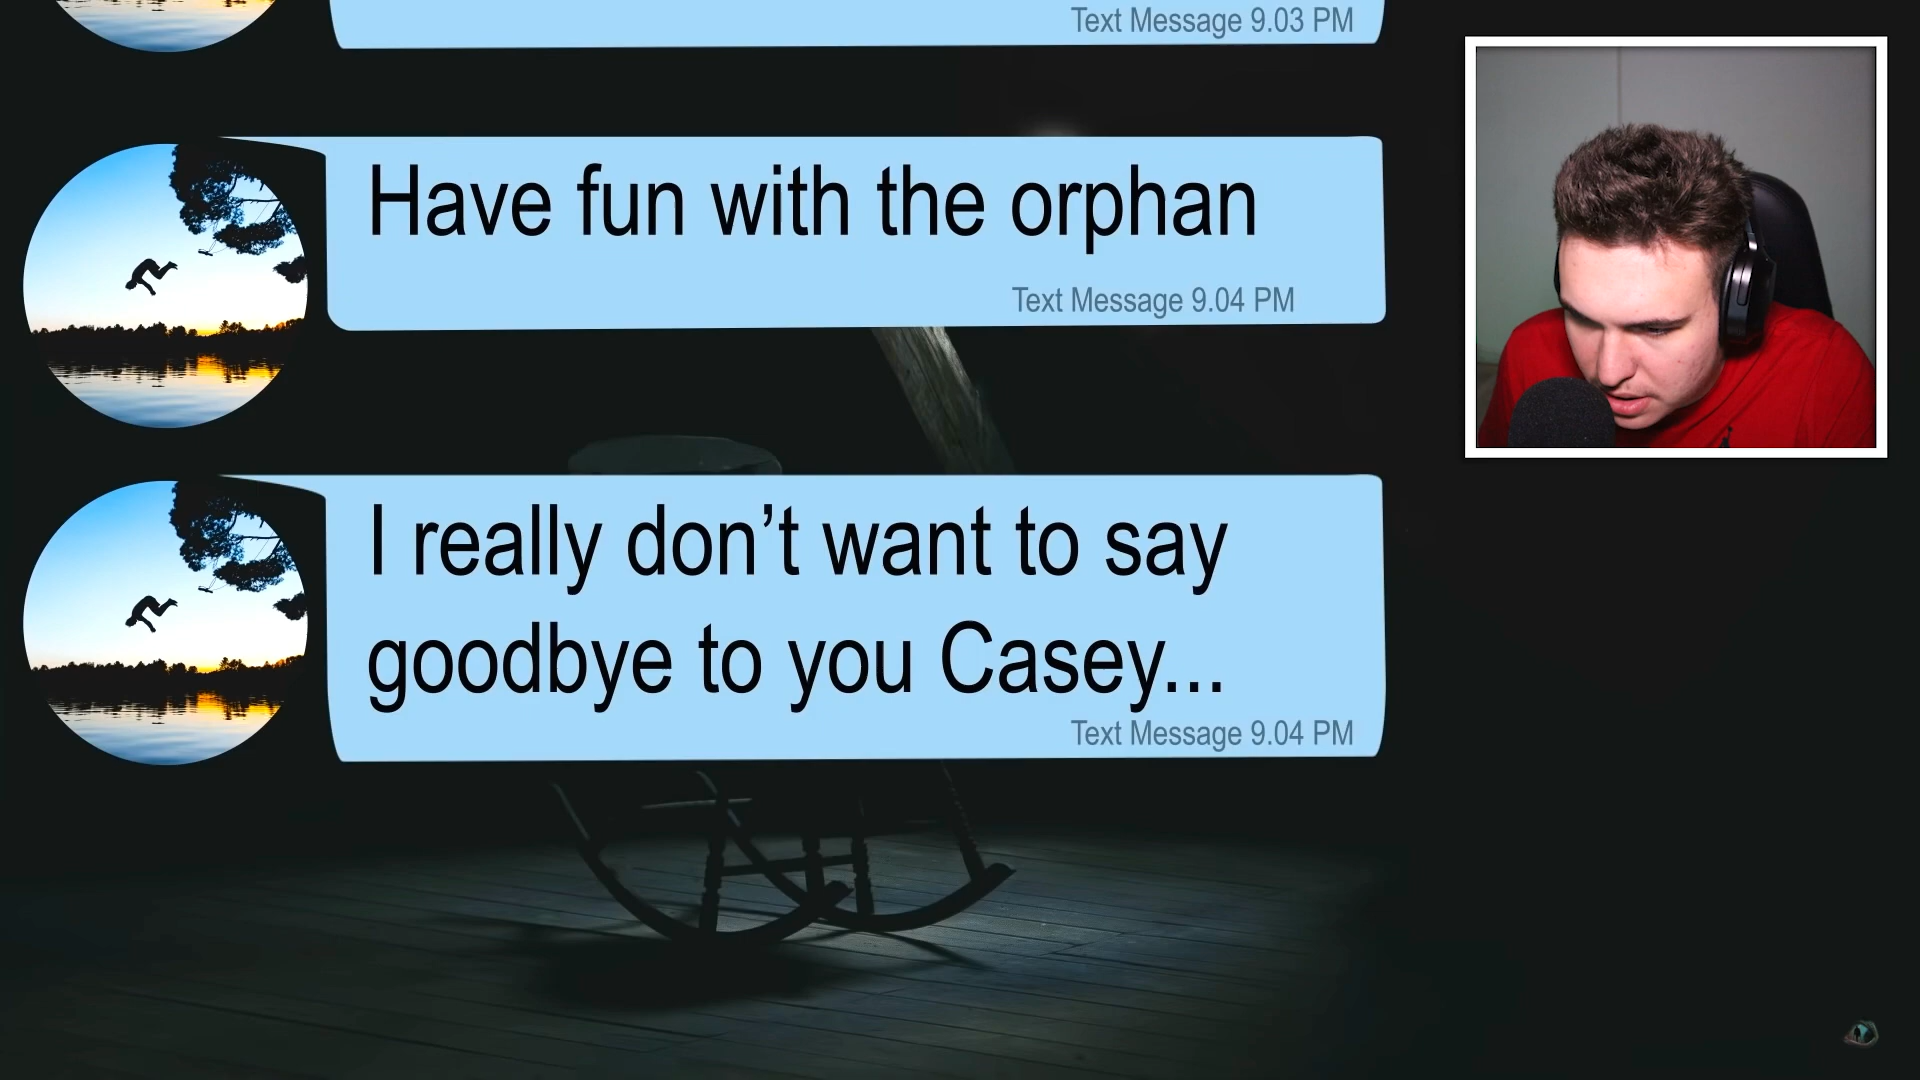 Text Message 9.03 PM
Have fun with the orphan
Text Message 9.04 PM
I really don’t want to say
goodbye to you Casey...
Text Message 9.04 PM